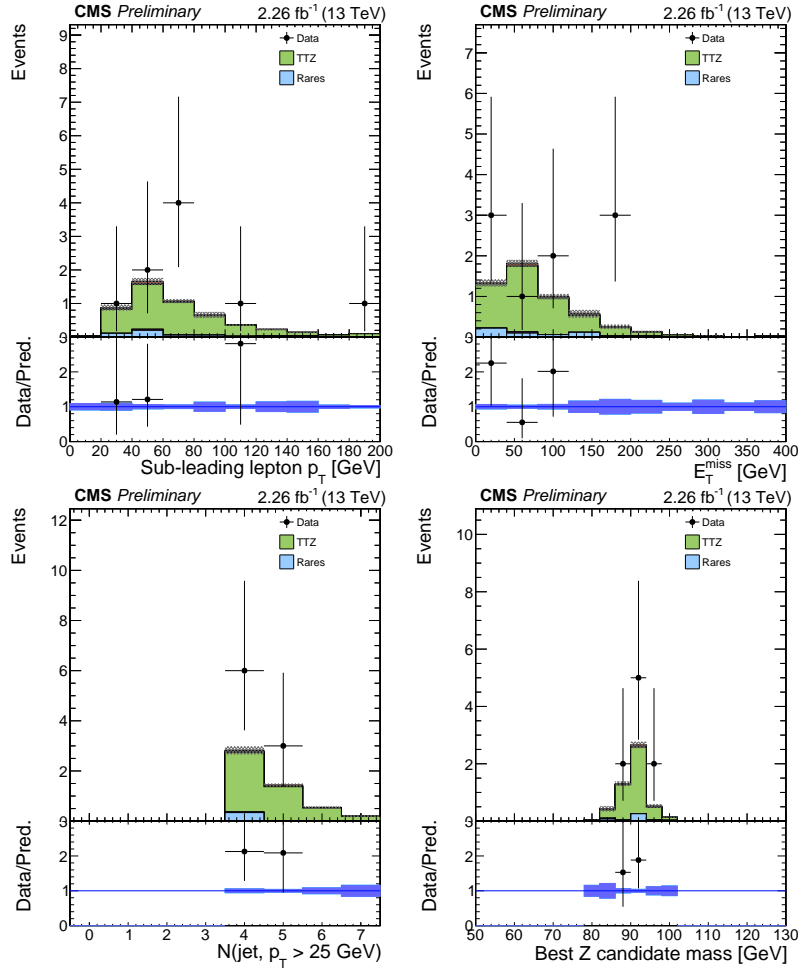 CMS Preliminary 2.26 fb⁻¹ (13 TeV)
Events
9
8
7
6
5
4
3
2
1
Data
TTZ
Rares
Data/Pred.
3
2
1
0
0 20 40 60 80 100 120 140 160 180 200
Sub-leading lepton p_T [GeV]
CMS Preliminary 2.26 fb⁻¹ (13 TeV)
Events
7
6
5
4
3
2
1
Data
TTZ
Rares
Data/Pred.
3
2
1
0
0 50 100 150 200 250 300 350 400
E_T^miss [GeV]
CMS Preliminary 2.26 fb⁻¹ (13 TeV)
Events
12
10
8
6
4
2
Data
TTZ
Rares
Data/Pred.
3
2
1
0
0 1 2 3 4 5 6 7
N(jet, p_T > 25 GeV)
CMS Preliminary 2.26 fb⁻¹ (13 TeV)
Events
10
8
6
4
2
Data
TTZ
Rares
Data/Pred.
3
2
1
0
50 60 70 80 90 100 110 120 130
Best Z candidate mass [GeV]